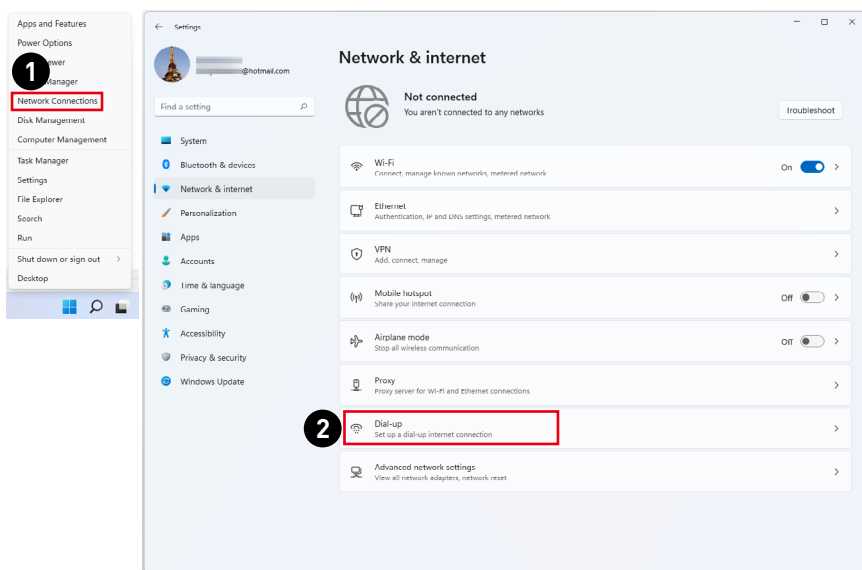 Apps and Features
Power Options
ewer
1
Manager
Network Connections
Disk Management
Computer Management
Task Manager
Settings
File Explorer
Search
Run
Shut down or sign out
Desktop
Settings
@hotmail.com
Find a setting
System
Bluetooth & devices
Network & internet
Personalization
Apps
Accounts
Time & language
Gaming
Accessibility
Privacy & security
Windows Update
Network & internet
Not connected
You aren't connected to any networks
Troubleshoot
Wi-Fi
Connect, manage known networks, metered network
On
Ethernet
Authentication, IP and DNS settings, metered network
VPN
Add, connect, manage
Mobile hotspot
Share your internet connection
Off
Airplane mode
Stop all wireless communication
Off
Proxy
Proxy server for Wi-Fi and Ethernet connections
2
Dial-up
Set up a dial-up internet connection
Advanced network settings
View all network adapters, network reset